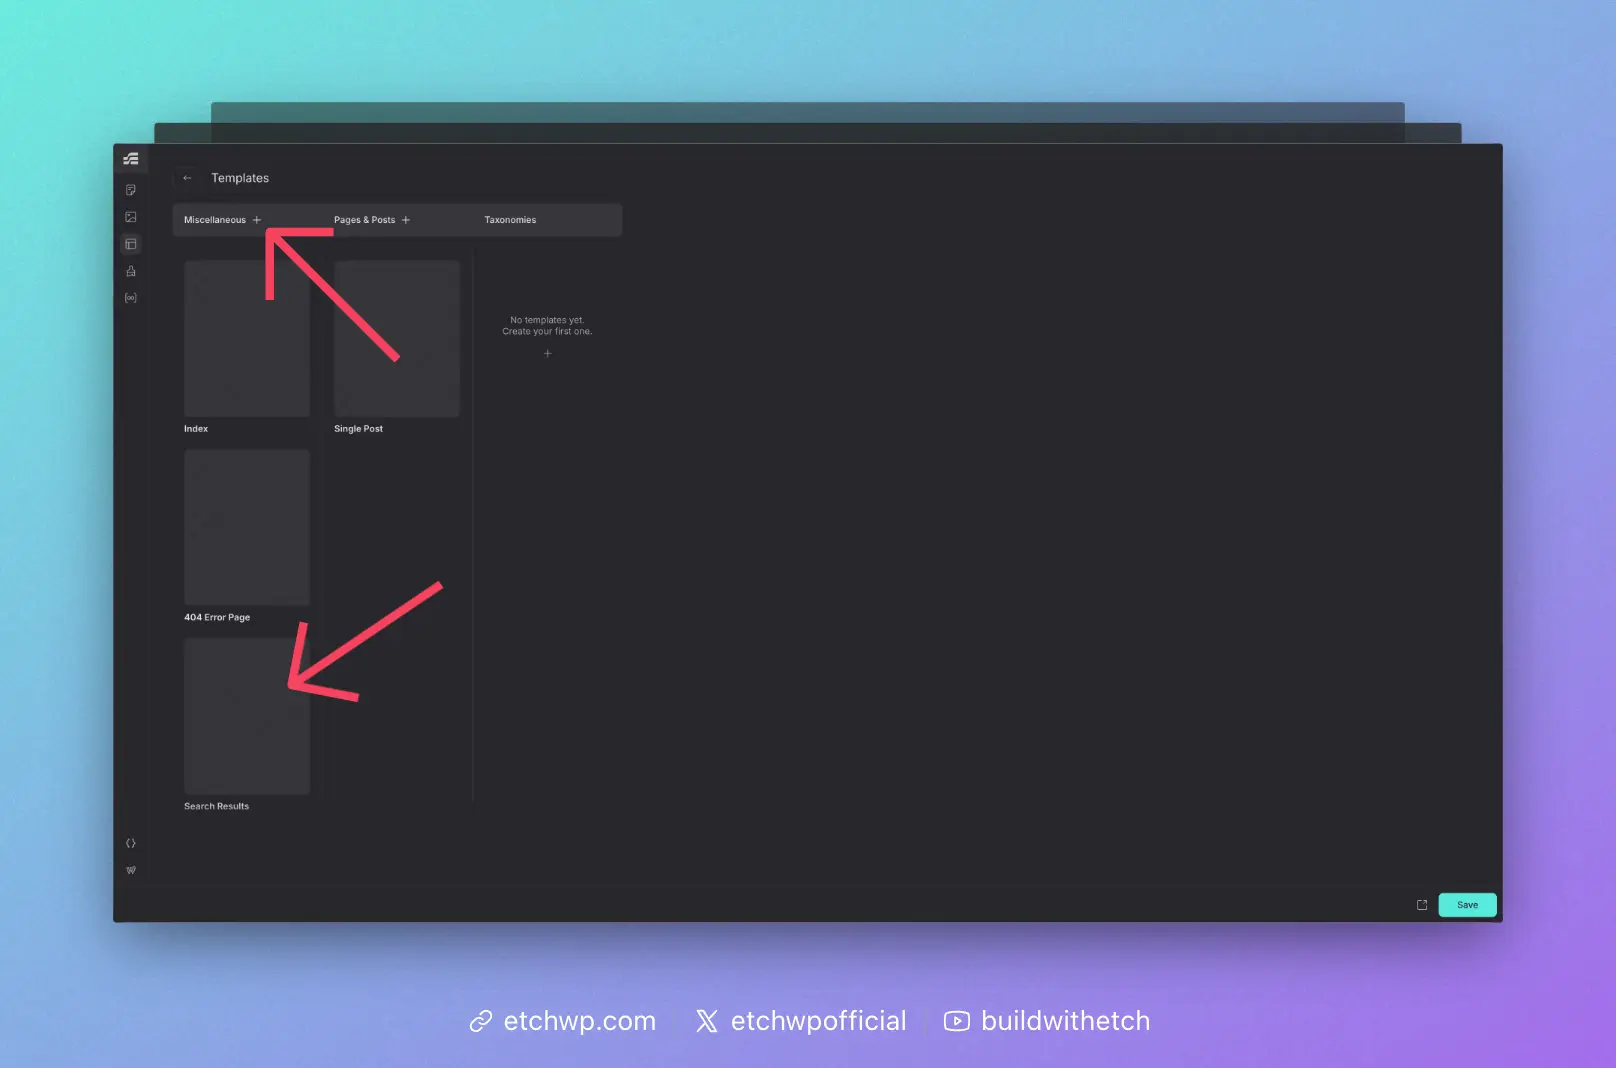 Templates
Miscellaneous
Pages & Posts
Taxonomies
No templates yet.
Create your first one.
Index
Single Post
404 Error Page
Search Results
Save
etchwp.com
etchwpofficial
buildwithetch